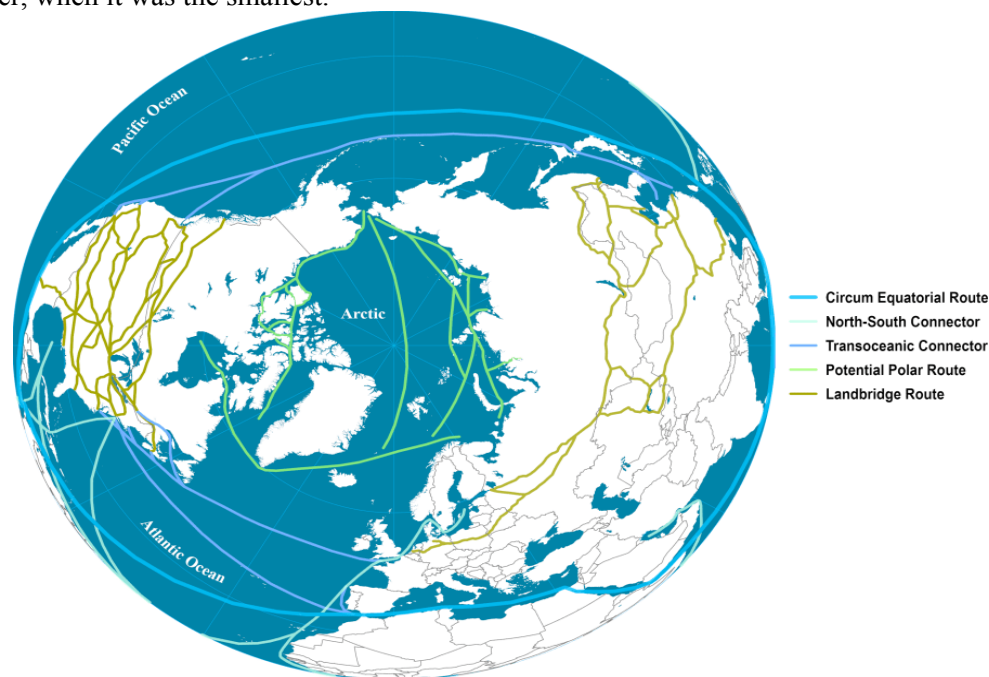 er, when it was the smallest.
Pacific Ocean
Arctic
Atlantic Ocean
Circum Equatorial Route
North-South Connector
Transoceanic Connector
Potential Polar Route
Landbridge Route